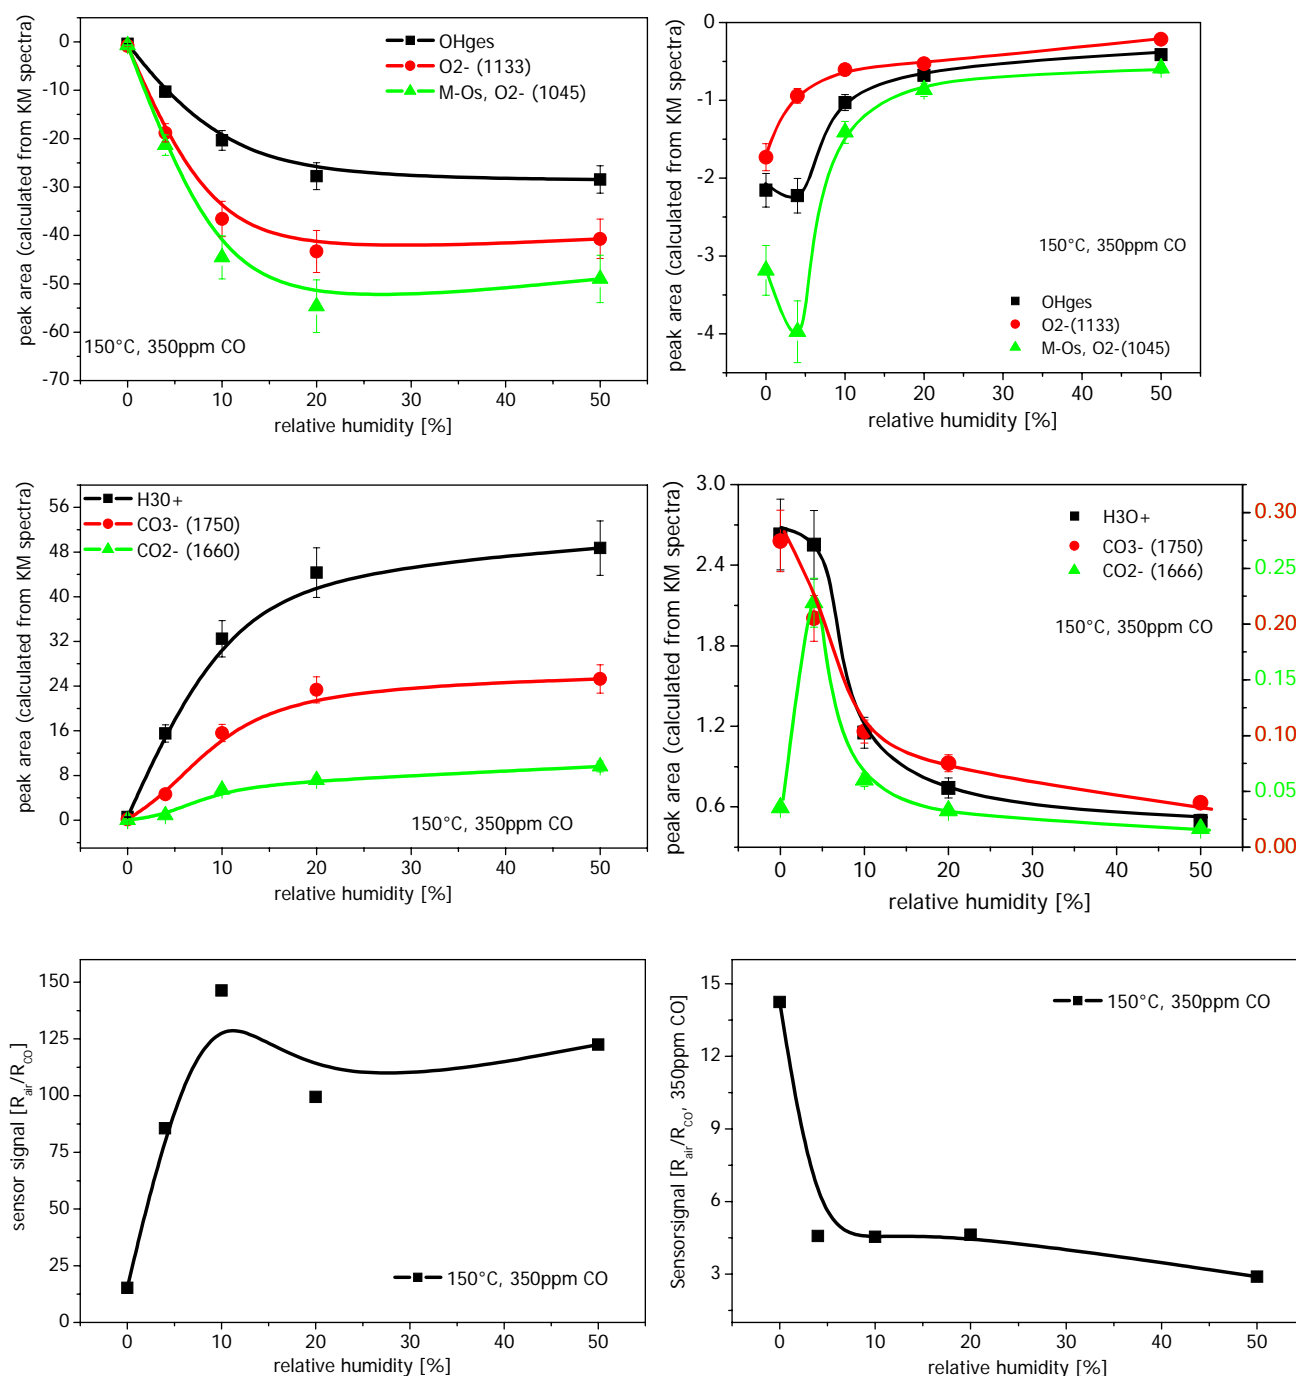 0
-10
-20
-30
-40
-50
-60
-70
peak area (calculated from KM spectra)
OHges
O2- (1133)
M-Os, O2- (1045)
150°C, 350ppm CO
0 10 20 30 40 50
relative humidity [%]
0
-1
-2
-3
-4
peak area (calculated from KM spectra)
150°C, 350ppm CO
OHges
O2-(1133)
M-Os, O2-(1045)
0 10 20 30 40 50
relative humidity [%]
56
48
40
32
24
16
8
0
peak area (calculated from KM spectra)
H30+
CO3- (1750)
CO2- (1660)
150°C, 350ppm CO
0 10 20 30 40 50
relative humidity [%]
3.0
2.4
1.8
1.2
0.6
peak area (calculated from KM spectra)
H3O+
CO3- (1750)
CO2- (1666)
150°C, 350ppm CO
0.30
0.25
0.20
0.15
0.10
0.05
0.00
0 10 20 30 40 50
relative humidity [%]
150
125
100
75
50
25
0
sensor signal [R_air/R_CO]
150°C, 350ppm CO
0 10 20 30 40 50
relative humidity [%]
15
12
9
6
3
Sensorsignal [R_air/R_CO, 350ppm CO]
150°C, 350ppm CO
0 10 20 30 40 50
relative humidity [%]